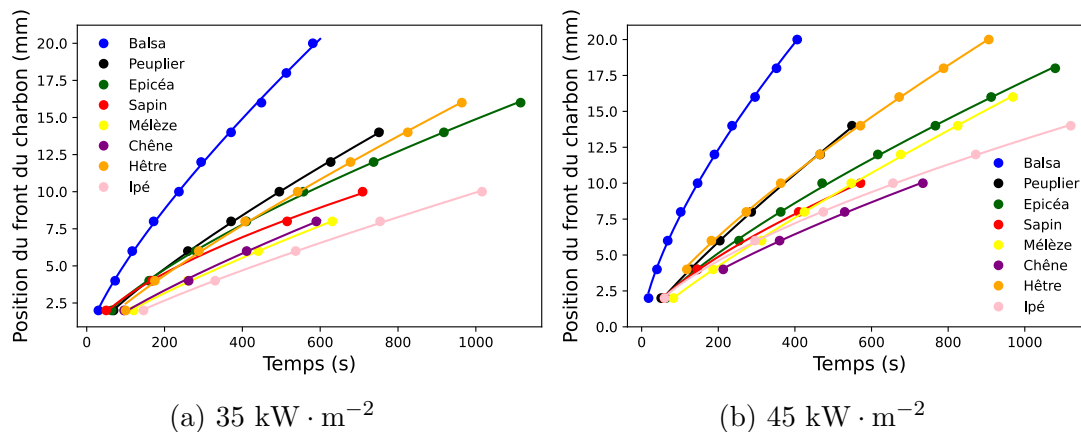 Position du front du charbon (mm)
20.0
17.5
15.0
12.5
10.0
7.5
5.0
2.5
Balsa
Peuplier
Epicéa
Sapin
Mélèze
Chêne
Hêtre
Ipé
0
200
400
600
800
1000
Temps (s)
(a) 35 kW · m−2
Position du front du charbon (mm)
20.0
17.5
15.0
12.5
10.0
7.5
5.0
2.5
0.0
Balsa
Peuplier
Epicéa
Sapin
Mélèze
Chêne
Hêtre
Ipé
0
200
400
600
800
1000
Temps (s)
(b) 45 kW · m−2